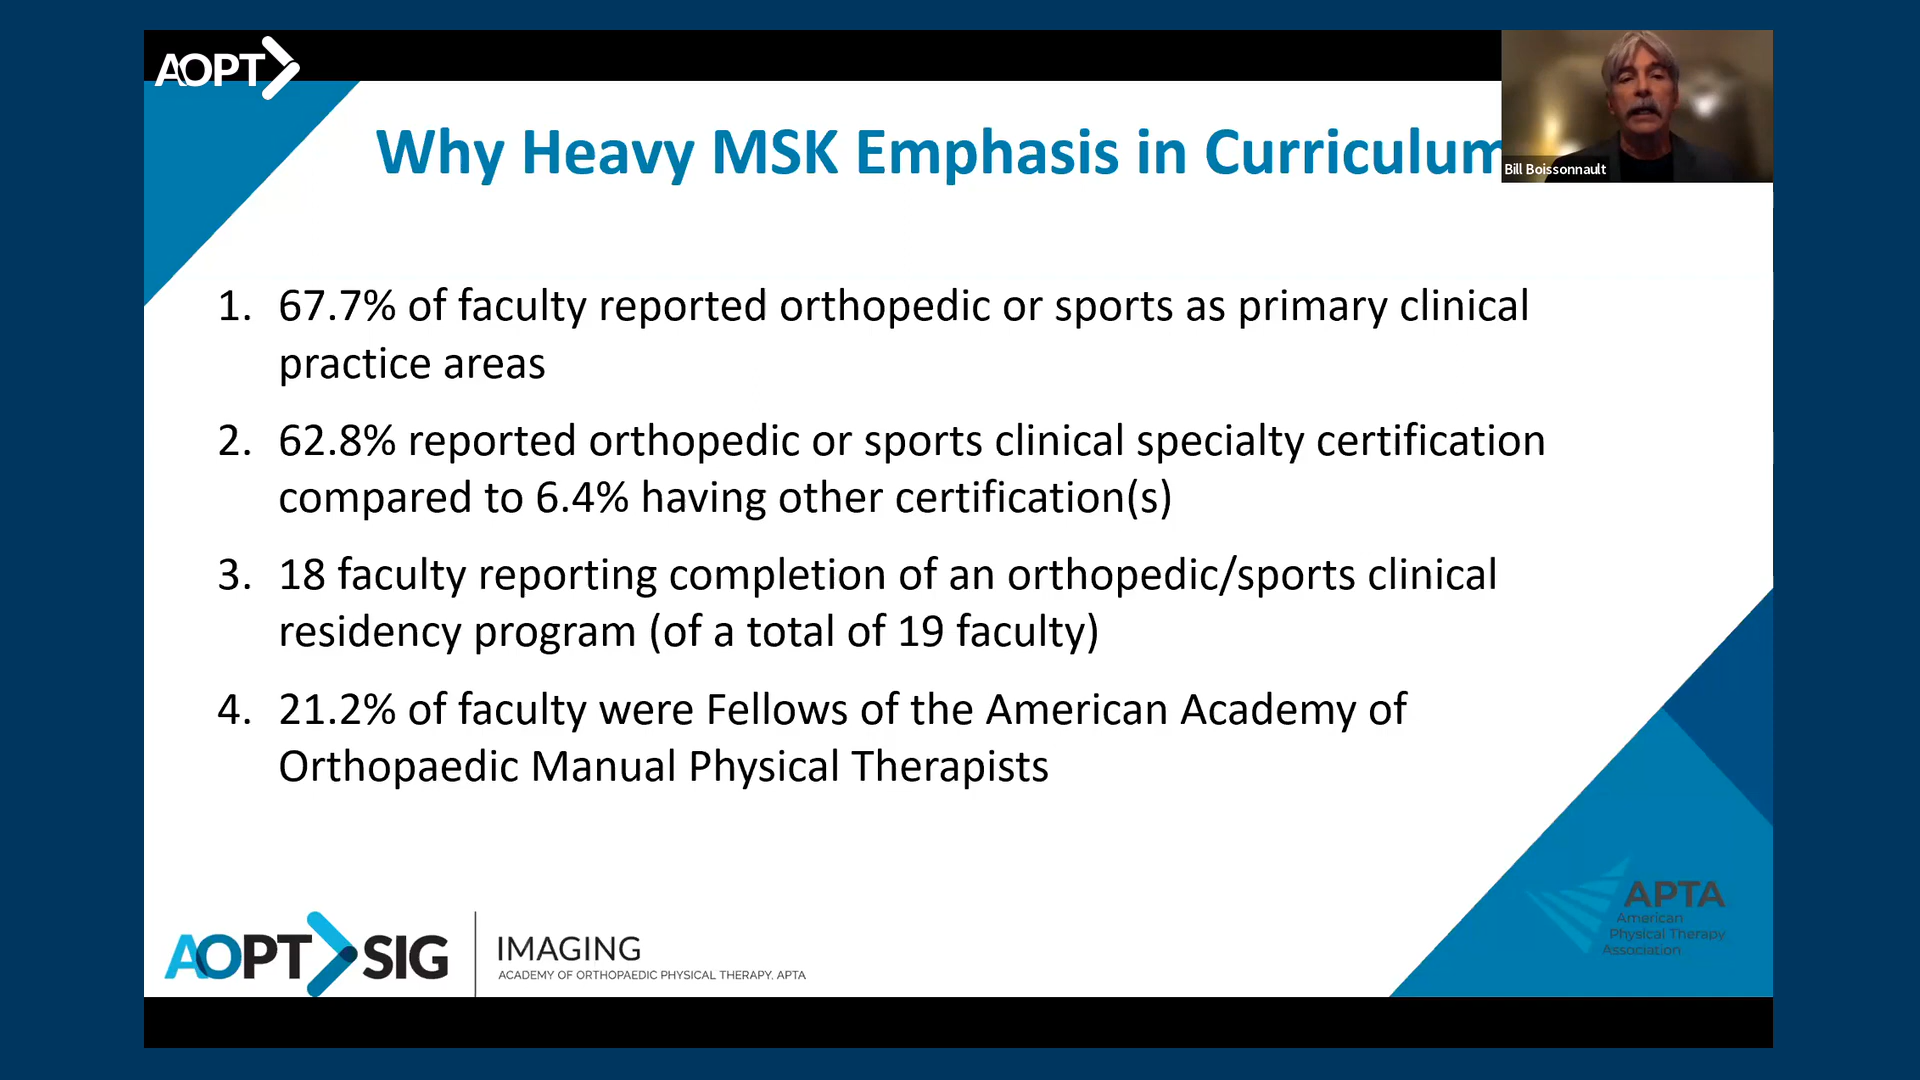 AOPT
Why Heavy MSK Emphasis in Curriculum
Bill Boissonnault
1. 67.7% of faculty reported orthopedic or sports as primary clinical
practice areas
2. 62.8% reported orthopedic or sports clinical specialty certification
compared to 6.4% having other certification(s)
3. 18 faculty reporting completion of an orthopedic/sports clinical
residency program (of a total of 19 faculty)
4. 21.2% of faculty were Fellows of the American Academy of
Orthopaedic Manual Physical Therapists
AOPT SIG
IMAGING
ACADEMY OF ORTHOPAEDIC PHYSICAL THERAPY, APTA
APTA
American
Physical Therapy
Association